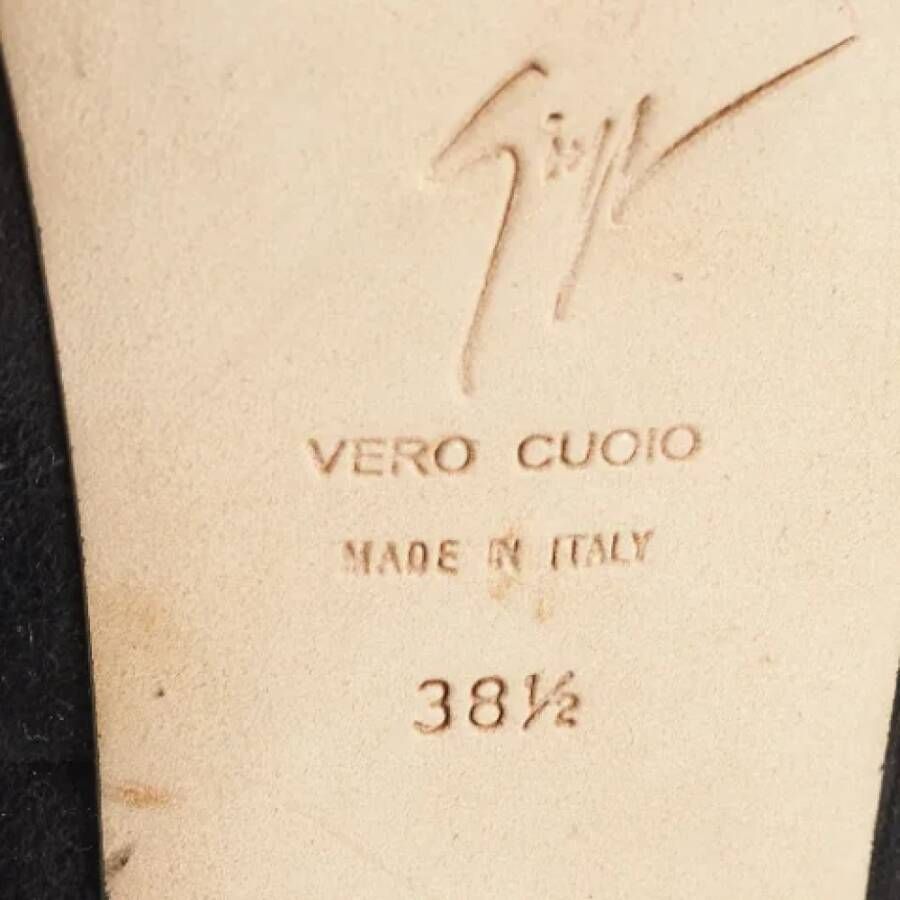 VERO CUOIO
MADE IN ITALY
38½